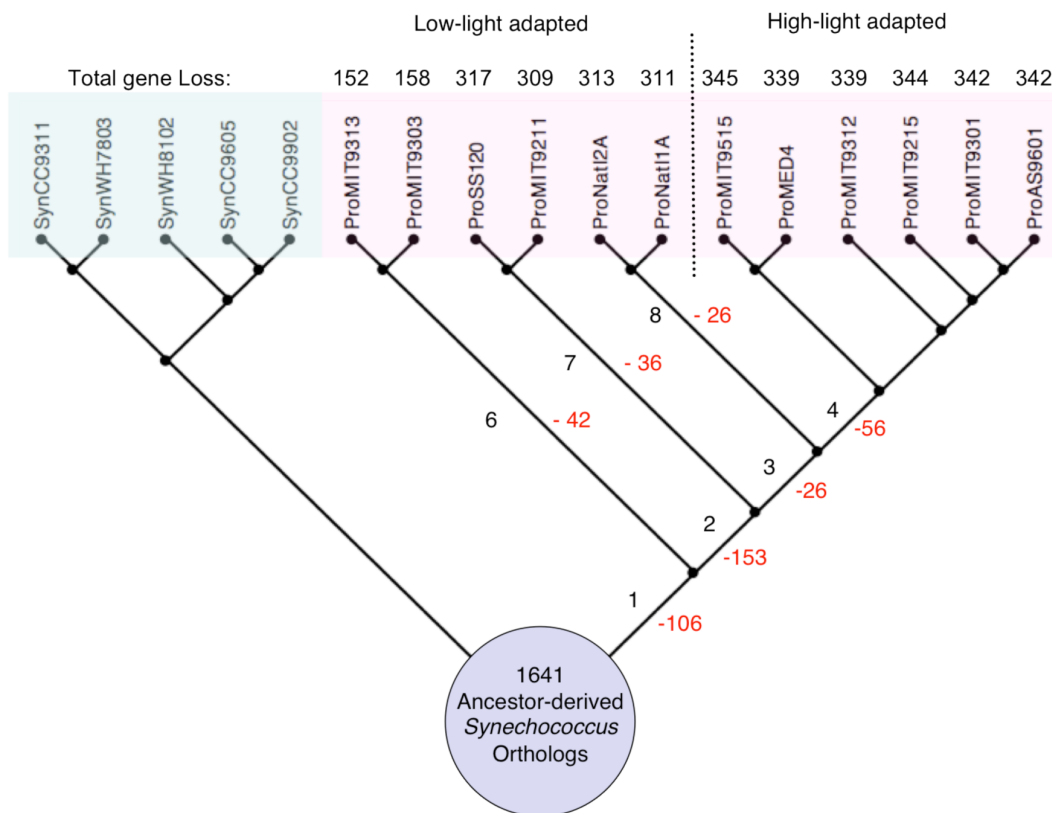 Low-light adapted
High-light adapted
Total gene Loss:
152 158 317 309 313 311 345 339 339 344 342 342
SynCC9311
SynWH7803
SynWH8102
SynCC9605
SynCC9902
ProMIT9313
ProMIT9303
ProSS120
ProMIT9211
ProNatl2A
ProNatl1A
ProMIT9515
ProMED4
ProMIT9312
ProMIT9215
ProMIT9301
ProAS9601
8 - 26
7 - 36
6 - 42
4 -56
3 -26
2 -153
1 -106
1641
Ancestor-derived
Synechococcus
Orthologs